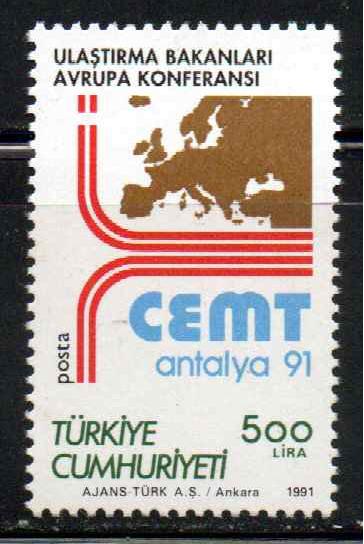 ULAŞTIRMA BAKANLARI
AVRUPA KONFERANSI
CEMT
antalya 91
posta
TÜRKİYE
CUMHURİYETİ
500
LİRA
AJANS-TÜRK A.Ş. / Ankara 1991